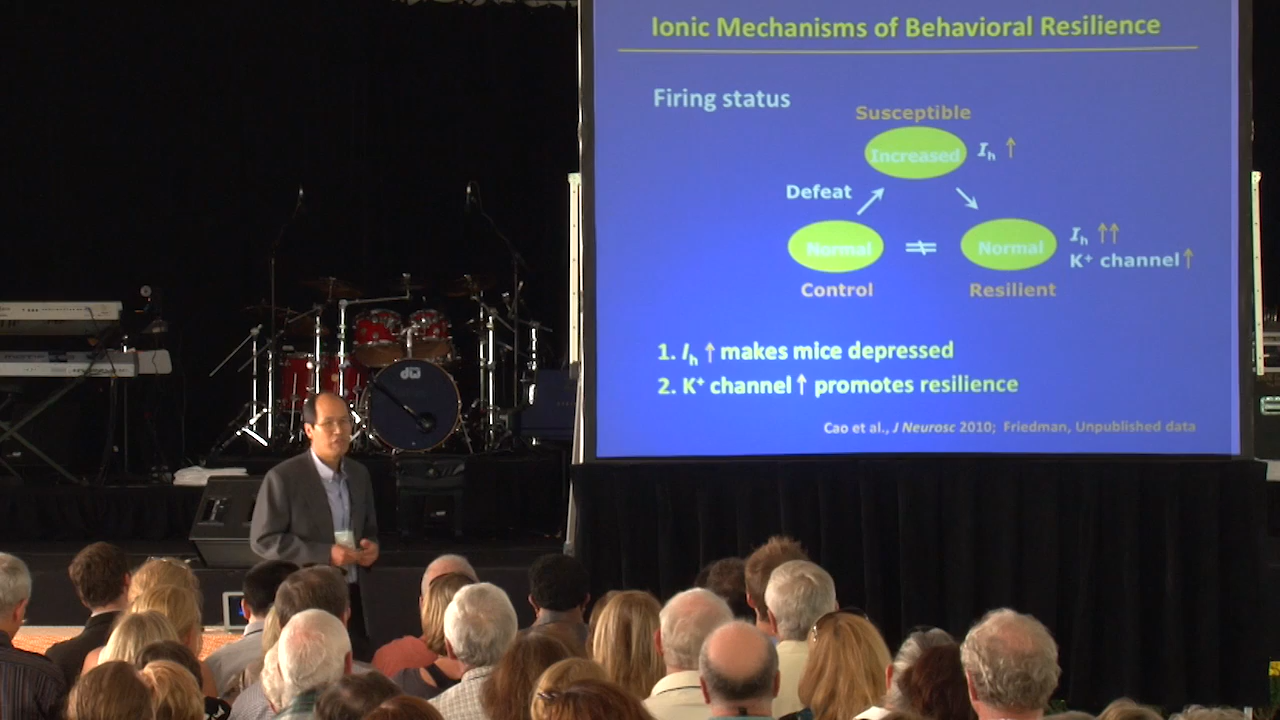 Ionic Mechanisms of Behavioral Resilience
Firing status
Susceptible
Increased
Iₕ ↑
Defeat
Normal
≠
Normal
Iₕ ↑↑
K⁺ channel ↑
Control
Resilient
1. Iₕ ↑ makes mice depressed
2. K⁺ channel ↑ promotes resilience
Cao et al., J Neurosc 2010; Friedman, Unpublished data
dw